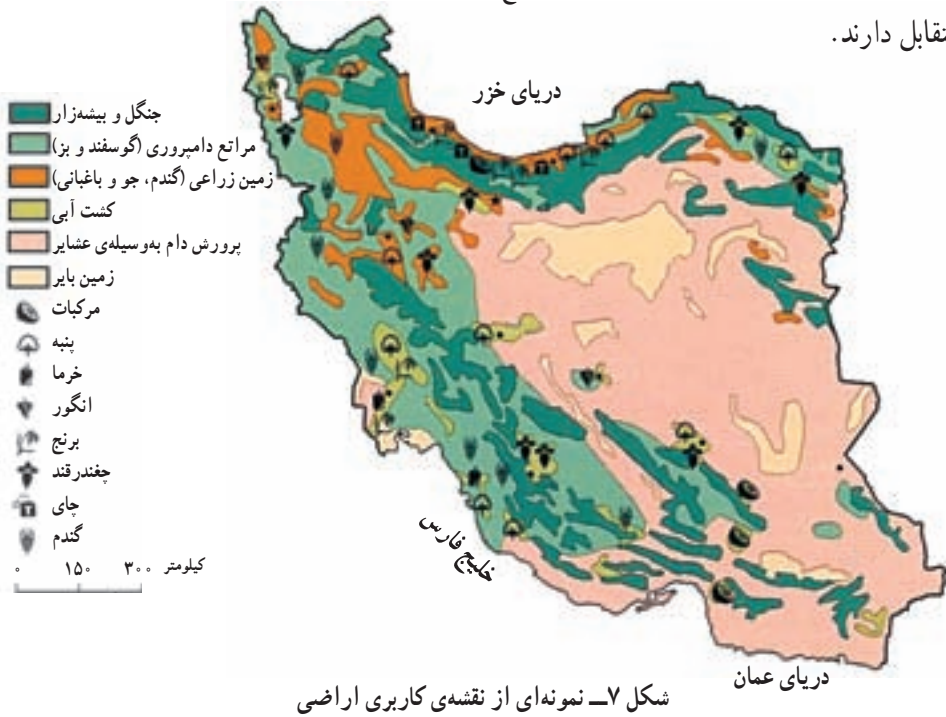 تقابل دارند.
دریای خزر
جنگل و بیشه‌زار
مراتع دامپروری (گوسفند و بز)
زمین زراعی (گندم، جو و باغبانی)
کشت آبی
پرورش دام به‌وسیله‌ی عشایر
زمین بایر
مرکبات
پنبه
خرما
انگور
برنج
چغندرقند
چای
گندم
۰ ۱۵۰ ۳۰۰ کیلومتر
خلیج فارس
دریای عمان
شکل ۷ــ نمونه‌ای از نقشه‌ی کاربری اراضی